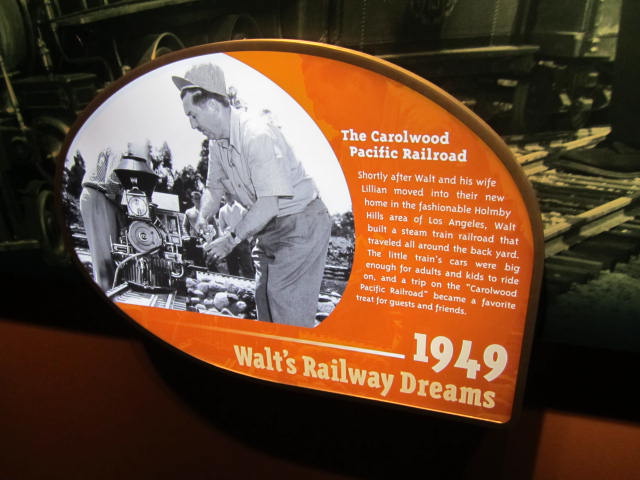 The Carolwood
Pacific Railroad
Shortly after Walt and his wife
Lillian moved into their new
home in the fashionable Holmby
Hills area of Los Angeles, Walt
built a steam train railroad that
traveled all around the back yard.
The little train's cars were big
enough for adults and kids to ride
on, and a trip on the "Carolwood
Pacific Railroad" became a favorite
treat for guests and friends.
1949
Walt's Railway Dreams